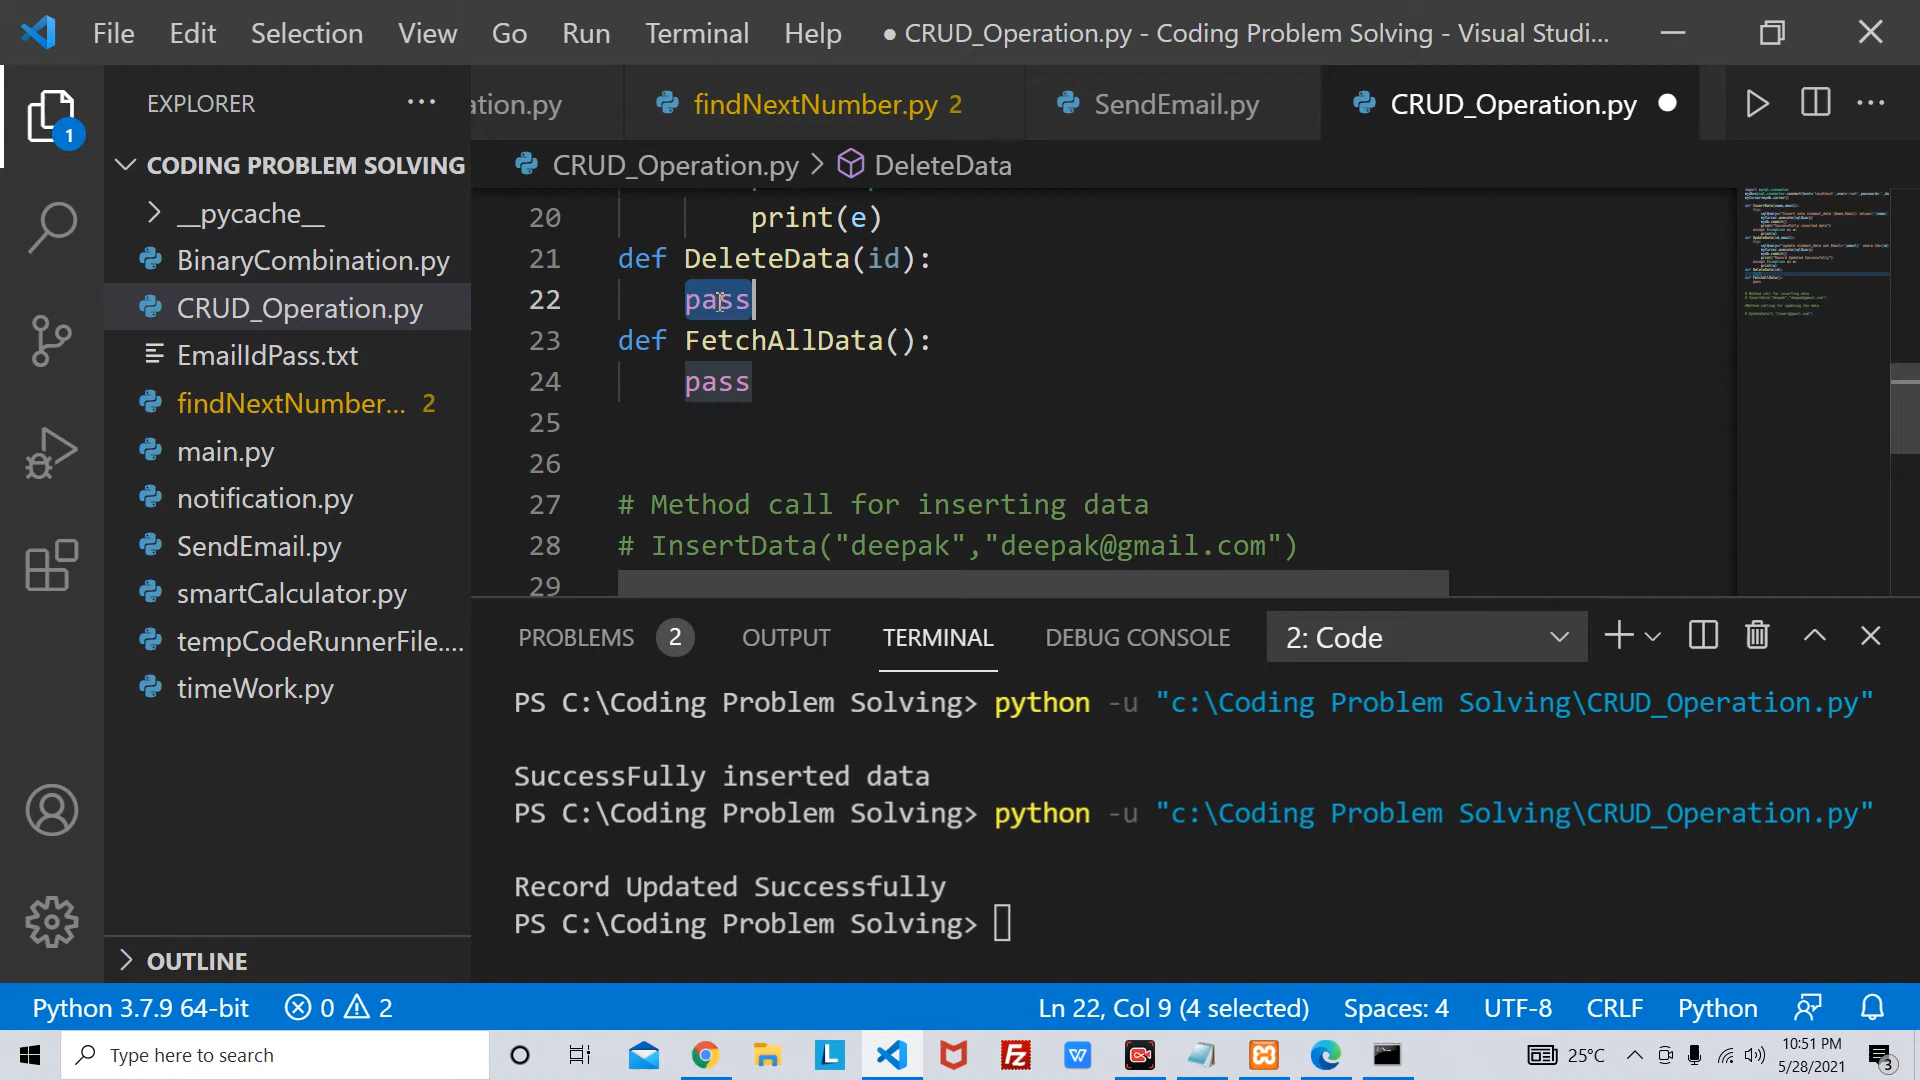 File Edit Selection View Go Run Terminal Help ● CRUD_Operation.py - Coding Problem Solving - Visual Studi...
EXPLORER ...
ation.py findNextNumber.py 2 SendEmail.py CRUD_Operation.py ●
CRUD_Operation.py > DeleteData
CODING PROBLEM SOLVING
__pycache__
BinaryCombination.py
CRUD_Operation.py
EmailIdPass.txt
findNextNumber... 2
main.py
notification.py
SendEmail.py
smartCalculator.py
tempCodeRunnerFile....
timeWork.py
OUTLINE
1
20 print(e)
21 def DeleteData(id):
22 pass
23 def FetchAllData():
24 pass
25
26
27 # Method call for inserting data
28 # InsertData("deepak","deepak@gmail.com")
29
PROBLEMS 2 OUTPUT TERMINAL DEBUG CONSOLE 2: Code
PS C:\Coding Problem Solving> python -u "c:\Coding Problem Solving\CRUD_Operation.py"
SuccessFully inserted data
PS C:\Coding Problem Solving> python -u "c:\Coding Problem Solving\CRUD_Operation.py"
Record Updated Successfully
PS C:\Coding Problem Solving>
Python 3.7.9 64-bit 0 2 Ln 22, Col 9 (4 selected) Spaces: 4 UTF-8 CRLF Python
Type here to search 25°C 10:51 PM
5/28/2021 3